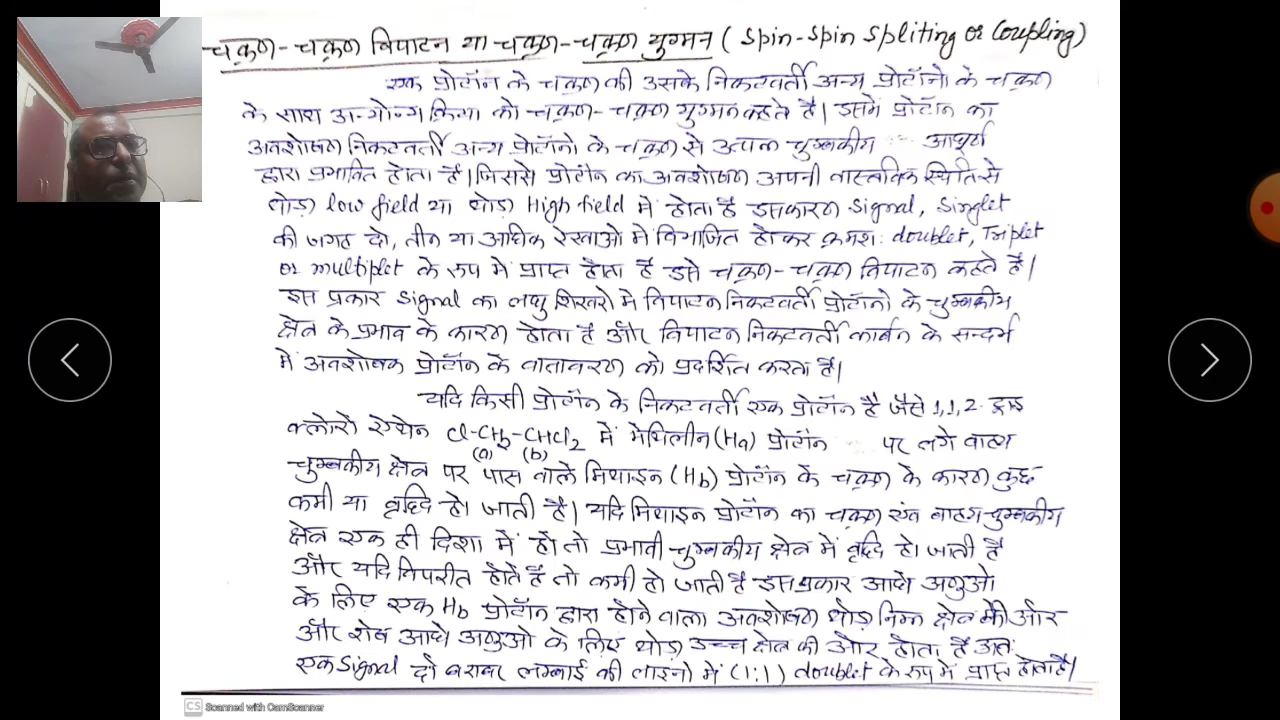 चक्रण-चक्रण विपाटन या चक्रण-चक्रण युग्मन (Spin-Spin Spliting or Coupling)
एक प्रोटॉन के चक्रण की उसके निकटवर्ती अन्य प्रोटॉनो के चक्रण
के साथ अन्योन्य क्रिया को चक्रण-चक्रण युग्मन कहते है। इसमे प्रोटॉन का
अवशोषण निकटवर्ती अन्य प्रोटॉनो के चक्रण से उत्पन्न चुम्बकीय आघूर्ण
द्वारा प्रभावित होता है। जिससे प्रोटॉन का अवशोषण अपनी वास्तविक स्थिति से
थोड़ा low field या थोड़ा High field मे होता है इसकारण Signal, Singlet
की जगह दो, तीन या अधिक रेखाओ मे विभाजित होकर क्रमश: doublet, Triplet
or multiplet के रुप मे प्राप्त होता है इसे चक्रण-चक्रण विपाटन कहते है।
इस प्रकार Signal का लघु शिखरो मे विपाटन निकटवर्ती प्रोटॉनो के चुम्बकीय
क्षेत्र के प्रभाव के कारण होता है और विपाटन निकटवर्ती कार्बन के सन्दर्भ
मे अवशोषक प्रोटॉन के वातावरण को प्रदर्शित करता है।
यदि किसी प्रोटॉन के निकटवर्ती एक प्रोटॉन है जैसे 1,1,2 ट्राइ
क्लोरो एथेन Cl-CH₂-CHCl₂ में मेथिलीन (Ha) प्रोटॉन पर लगे बाह्य
(a) (b)
चुम्बकीय क्षेत्र पर पास वाले मिथाइन (Hb) प्रोटॉन के चक्रण के कारण कुछ
कमी या वृद्धि हो जाती है। यदि मिथाइन प्रोटॉन का चक्रण एंव बाह्य चुम्बकीय
क्षेत्र एक ही दिशा में हो तो प्रभावी चुम्बकीय क्षेत्र में वृद्धि हो जाती है
और यदि विपरीत होते है तो कमी हो जाती है इस प्रकार आधे अणुओ
के लिए एक Hb प्रोटॉन द्वारा होने वाला अवशोषण थोड़ा निम्न क्षेत्र की ओर
और शेष आधे अणुओ के लिए थोड़ा उच्च क्षेत्र की ओर होता है अत:
एक Signal दो बराबर लम्बाई की लाइनो में (1:1) doublet के रूप मे प्राप्त होता है।
CS Scanned with CamScanner